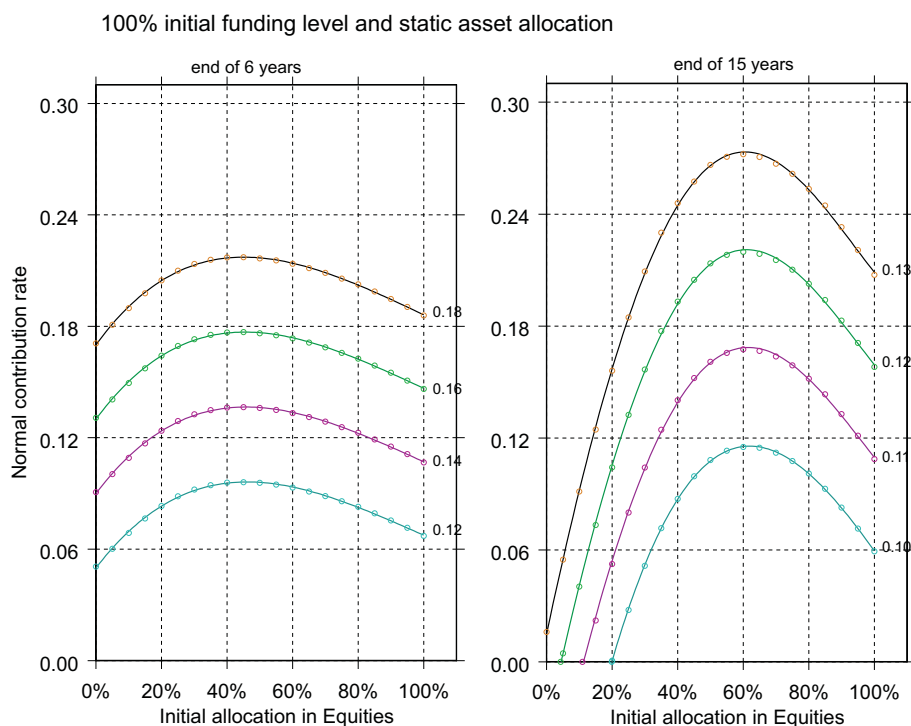 100% initial funding level and static asset allocation
end of 6 years
Normal contribution rate
0.30
0.24
0.18
0.12
0.06
0.00
0.18
0.16
0.14
0.12
0% 20% 40% 60% 80% 100%
Initial allocation in Equities
end of 15 years
0.30
0.24
0.18
0.12
0.06
0.00
0.13
0.12
0.11
0.10
0% 20% 40% 60% 80% 100%
Initial allocation in Equities